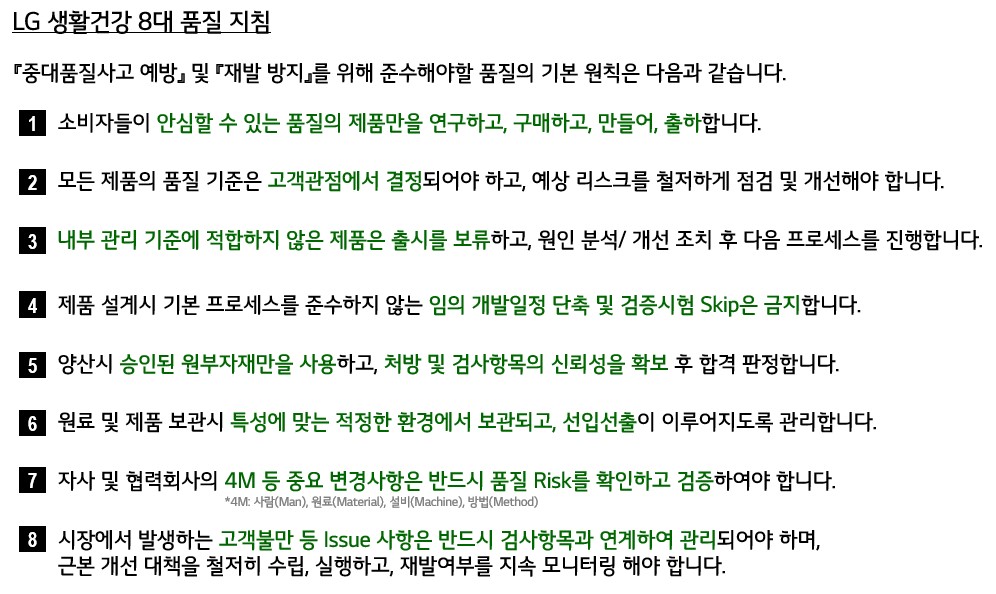 LG 생활건강 8대 품질 지침
『중대품질사고 예방』 및 『재발 방지』를 위해 준수해야할 품질의 기본 원칙은 다음과 같습니다.
1 소비자들이 안심할 수 있는 품질의 제품만을 연구하고, 구매하고, 만들어, 출하합니다.
2 모든 제품의 품질 기준은 고객관점에서 결정되어야 하고, 예상 리스크를 철저하게 점검 및 개선해야 합니다.
3 내부 관리 기준에 적합하지 않은 제품은 출시를 보류하고, 원인 분석/ 개선 조치 후 다음 프로세스를 진행합니다.
4 제품 설계시 기본 프로세스를 준수하지 않는 임의 개발일정 단축 및 검증시험 Skip은 금지합니다.
5 양산시 승인된 원부자재만을 사용하고, 처방 및 검사항목의 신뢰성을 확보 후 합격 판정합니다.
6 원료 및 제품 보관시 특성에 맞는 적정한 환경에서 보관되고, 선입선출이 이루어지도록 관리합니다.
7 자사 및 협력회사의 4M 등 중요 변경사항은 반드시 품질 Risk를 확인하고 검증하여야 합니다.
*4M: 사람(Man), 원료(Material), 설비(Machine), 방법(Method)
8 시장에서 발생하는 고객불만 등 Issue 사항은 반드시 검사항목과 연계하여 관리되어야 하며,
근본 개선 대책을 철저히 수립, 실행하고, 재발여부를 지속 모니터링 해야 합니다.